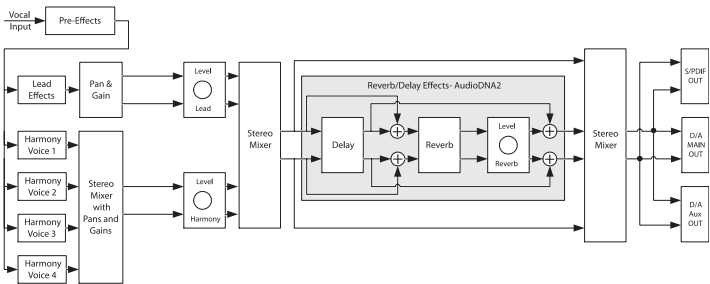 Vocal
Input
Pre-Effects
Lead
Effects
Pan &
Gain
Level
Lead
Harmony
Voice 1
Harmony
Voice 2
Harmony
Voice 3
Harmony
Voice 4
Stereo
Mixer
with
Pans and
Gains
Level
Harmony
Stereo
Mixer
Reverb/Delay Effects- AudioDNA2
Delay
Reverb
Level
Reverb
Stereo
Mixer
S/PDIF
OUT
D/A
MAIN
OUT
D/A
Aux
OUT